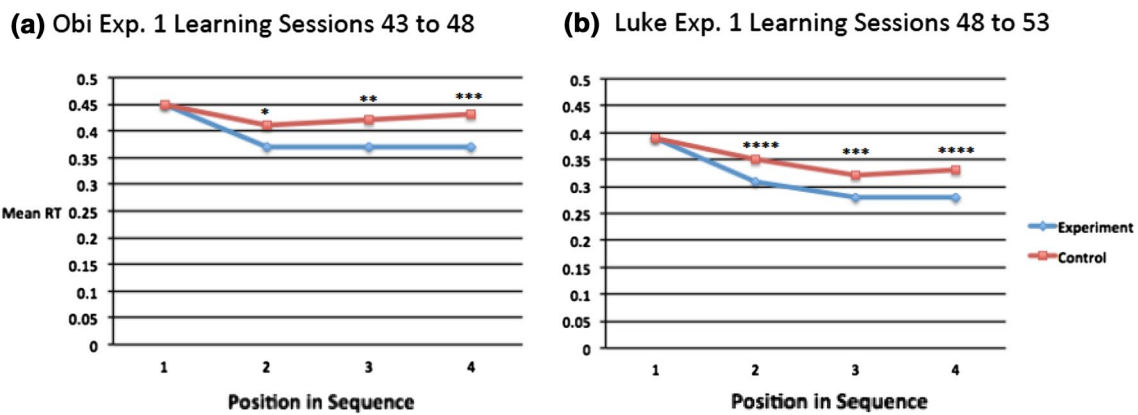 (a) Obi Exp. 1 Learning Sessions 43 to 48
0.5
0.45
0.4
0.35
0.3
Mean RT 0.25
0.2
0.15
0.1
0.05
0
* ** ***
1 2 3 4
Position in Sequence
(b) Luke Exp. 1 Learning Sessions 48 to 53
0.5
0.45
0.4
0.35
0.3
0.25
0.2
0.15
0.1
0.05
0
**** *** ****
1 2 3 4
Position in Sequence
Experiment
Control